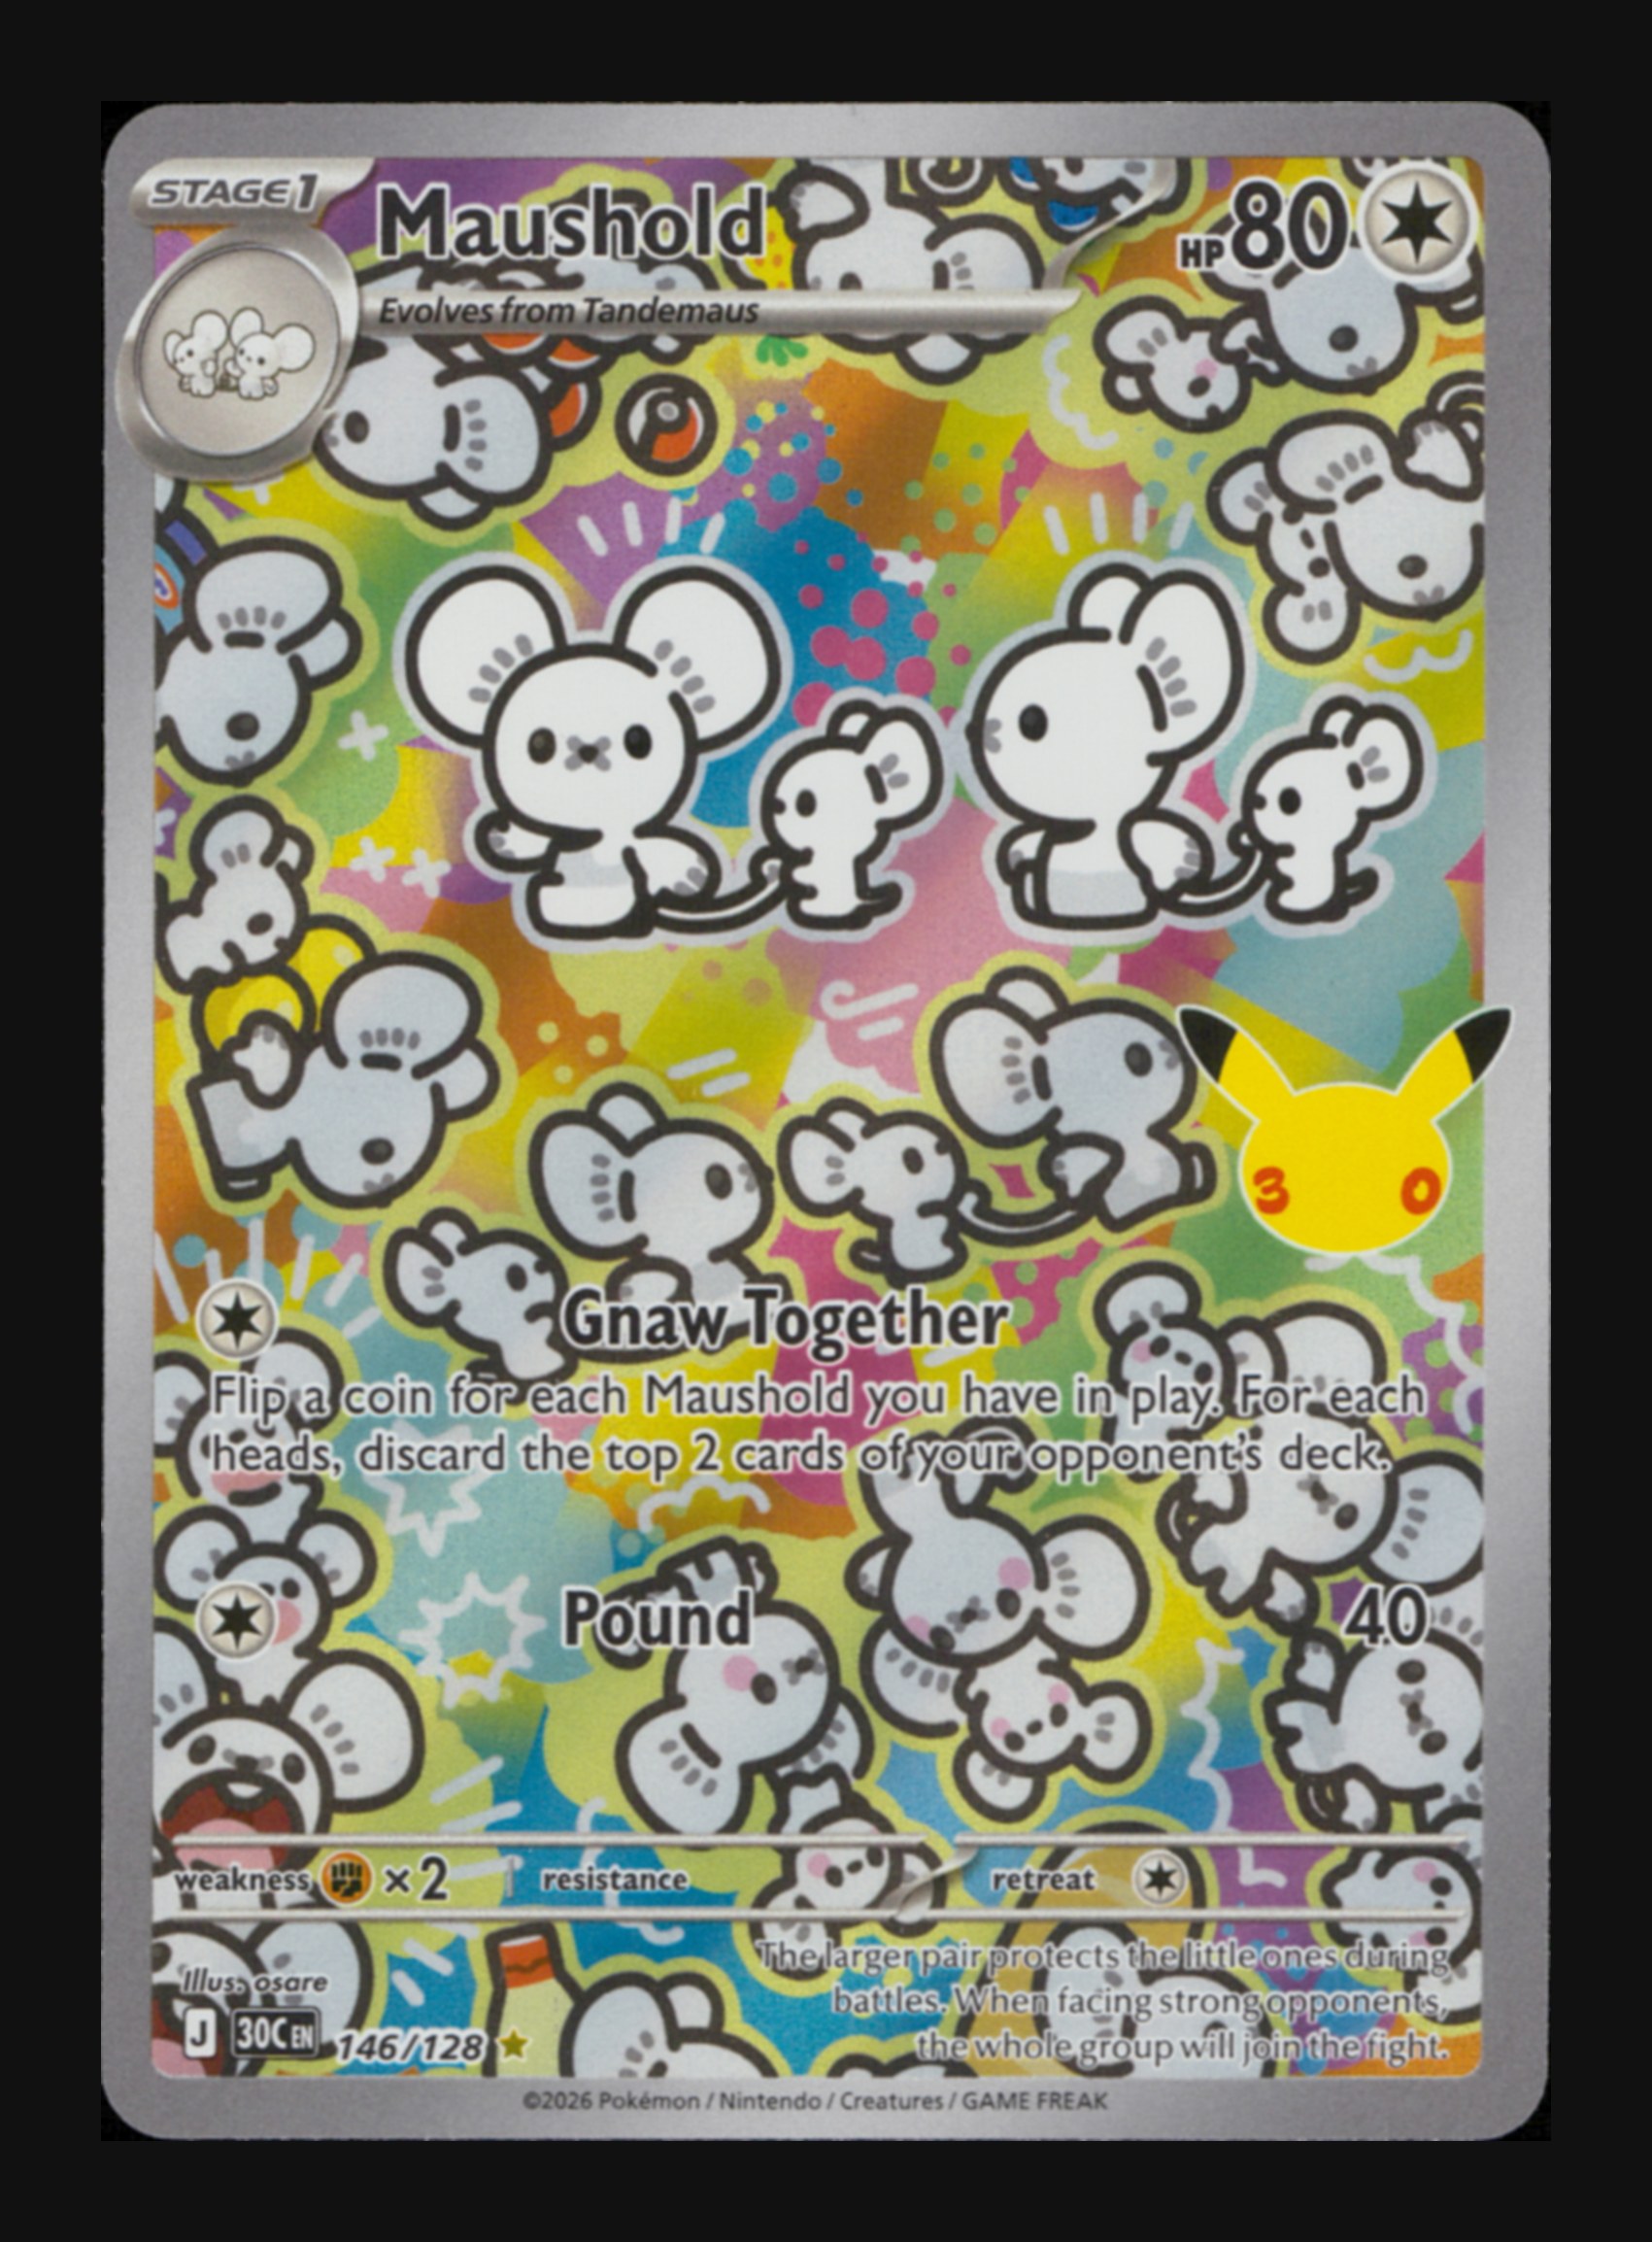 STAGE1
Maushold
HP 80
Evolves from Tandemaus
3 0
Gnaw Together
Flip a coin for each Maushold you have in play. For each
heads, discard the top 2 cards of your opponent's deck.
Pound 40
weakness ×2 resistance retreat
The larger pair protects the little ones during
battles. When facing strong opponents,
the whole group will join the fight.
Illus. osare
J 30C EN 146/128
©2026 Pokémon / Nintendo / Creatures / GAME FREAK